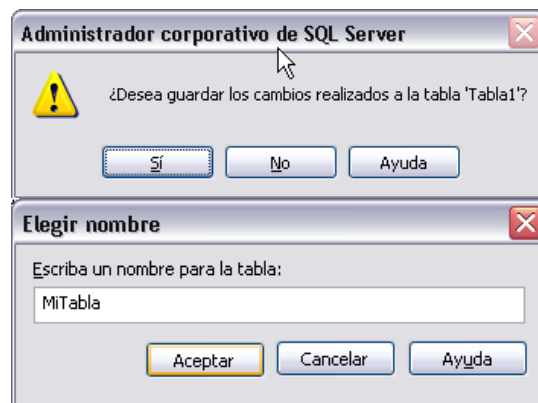 Administrador corporativo de SQL Server
¿Desea guardar los cambios realizados a la tabla 'Tabla1'?
Sí No Ayuda
Elegir nombre
Escriba un nombre para la tabla:
MiTabla
Aceptar Cancelar Ayuda